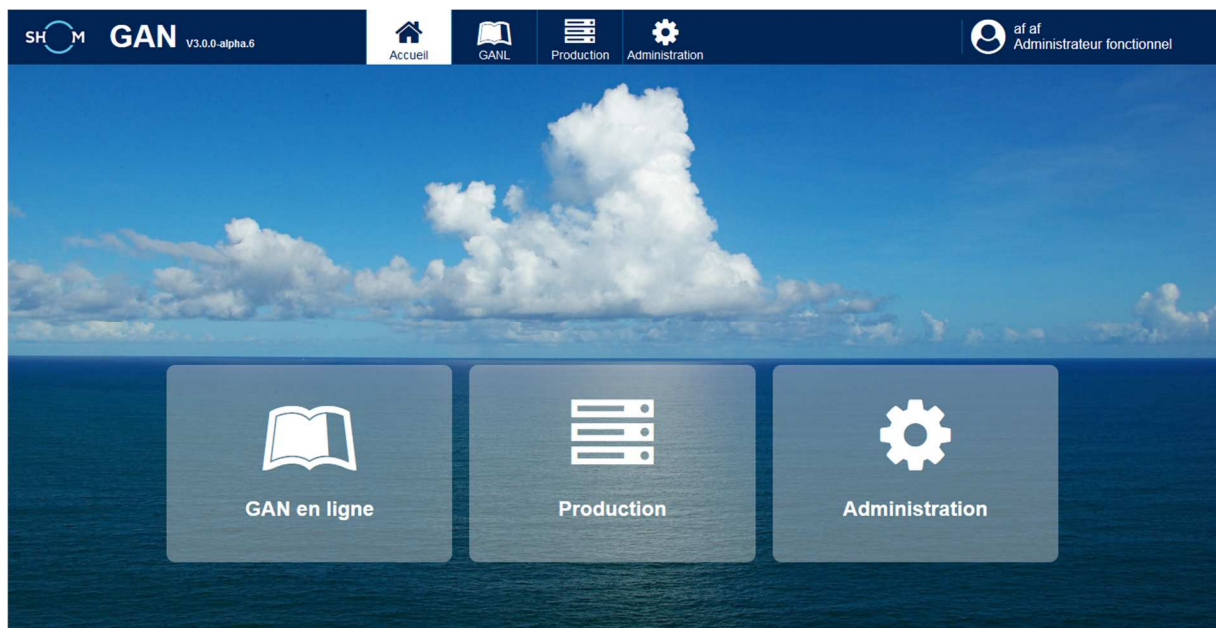 SHOM
GAN V3.0.0-alpha.6
Accueil
GANL
Production
Administration
af af
Administrateur fonctionnel
GAN en ligne
Production
Administration